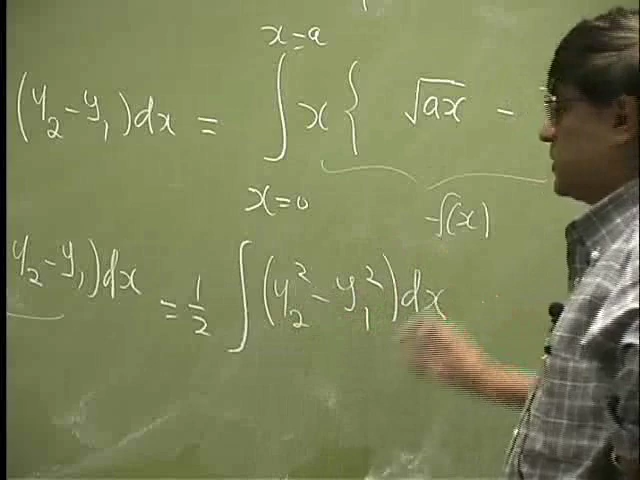 x = a
(y₂ - y₁)dx = ∫ x { √ax -
x = 0
f(x)
y₂ - y₁)dx = 1/2 ∫ (y₂² - y₁²)dx